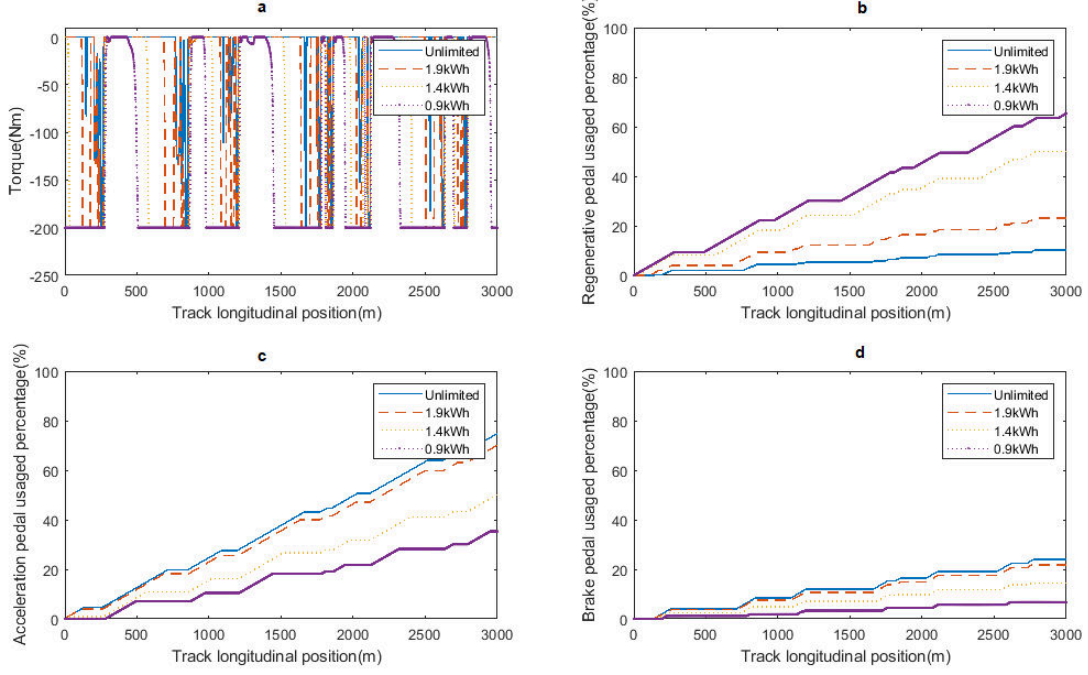 a
0
-50
-100
-150
-200
-250
Torque(Nm)
0 500 1000 1500 2000 2500 3000
Track longitudinal position(m)
Unlimited
1.9kWh
1.4kWh
0.9kWh
b
100
80
60
40
20
0
Regenerative pedal usaged percentage(%)
0 500 1000 1500 2000 2500 3000
Track longitudinal position(m)
Unlimited
1.9kWh
1.4kWh
0.9kWh
c
100
80
60
40
20
0
Acceleration pedal usaged percentage(%)
0 500 1000 1500 2000 2500 3000
Track longitudinal position(m)
Unlimited
1.9kWh
1.4kWh
0.9kWh
d
100
80
60
40
20
0
Brake pedal usaged percentage(%)
0 500 1000 1500 2000 2500 3000
Track longitudinal position(m)
Unlimited
1.9kWh
1.4kWh
0.9kWh